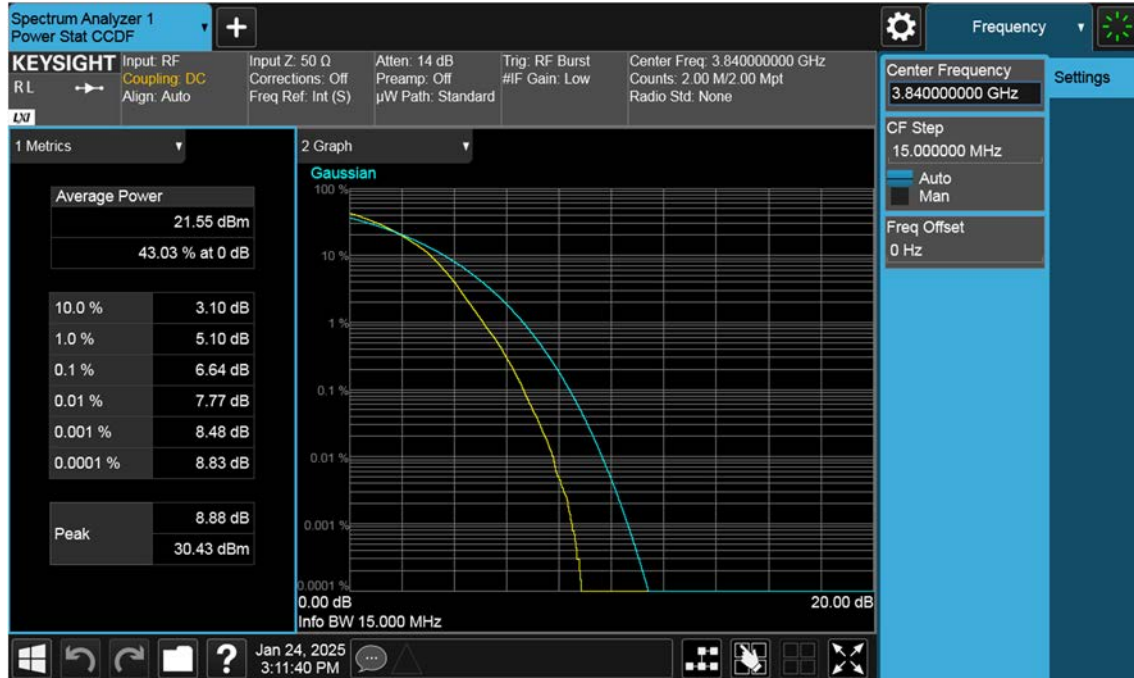 Spectrum Analyzer 1
Power Stat CCDF
+
Frequency
KEYSIGHT
RL
LXI
Input: RF
Coupling: DC
Align: Auto
Input Z: 50 Ω
Corrections: Off
Freq Ref: Int (S)
Atten: 14 dB
Preamp: Off
µW Path: Standard
Trig: RF Burst
#IF Gain: Low
Center Freq: 3.840000000 GHz
Counts: 2.00 M/2.00 Mpt
Radio Std: None
Center Frequency
3.840000000 GHz
Settings
CF Step
15.000000 MHz
Auto
Man
Freq Offset
0 Hz
1 Metrics
Average Power
21.55 dBm
43.03 % at 0 dB
10.0 % 3.10 dB
1.0 % 5.10 dB
0.1 % 6.64 dB
0.01 % 7.77 dB
0.001 % 8.48 dB
0.0001 % 8.83 dB
Peak
8.88 dB
30.43 dBm
2 Graph
Gaussian
100 %
10 %
1 %
0.1 %
0.01 %
0.001 %
0.0001 %
0.00 dB 20.00 dB
Info BW 15.000 MHz
?
Jan 24, 2025
3:11:40 PM